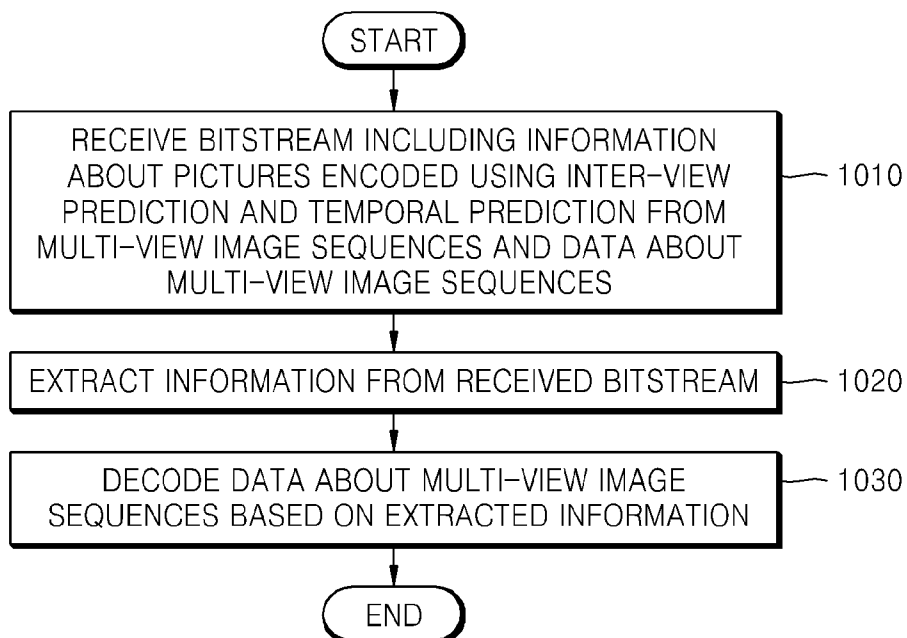 START
RECEIVE BITSTREAM INCLUDING INFORMATION
ABOUT PICTURES ENCODED USING INTER-VIEW
PREDICTION AND TEMPORAL PREDICTION FROM
MULTI-VIEW IMAGE SEQUENCES AND DATA ABOUT
MULTI-VIEW IMAGE SEQUENCES
1010
EXTRACT INFORMATION FROM RECEIVED BITSTREAM
1020
DECODE DATA ABOUT MULTI-VIEW IMAGE
SEQUENCES BASED ON EXTRACTED INFORMATION
1030
END